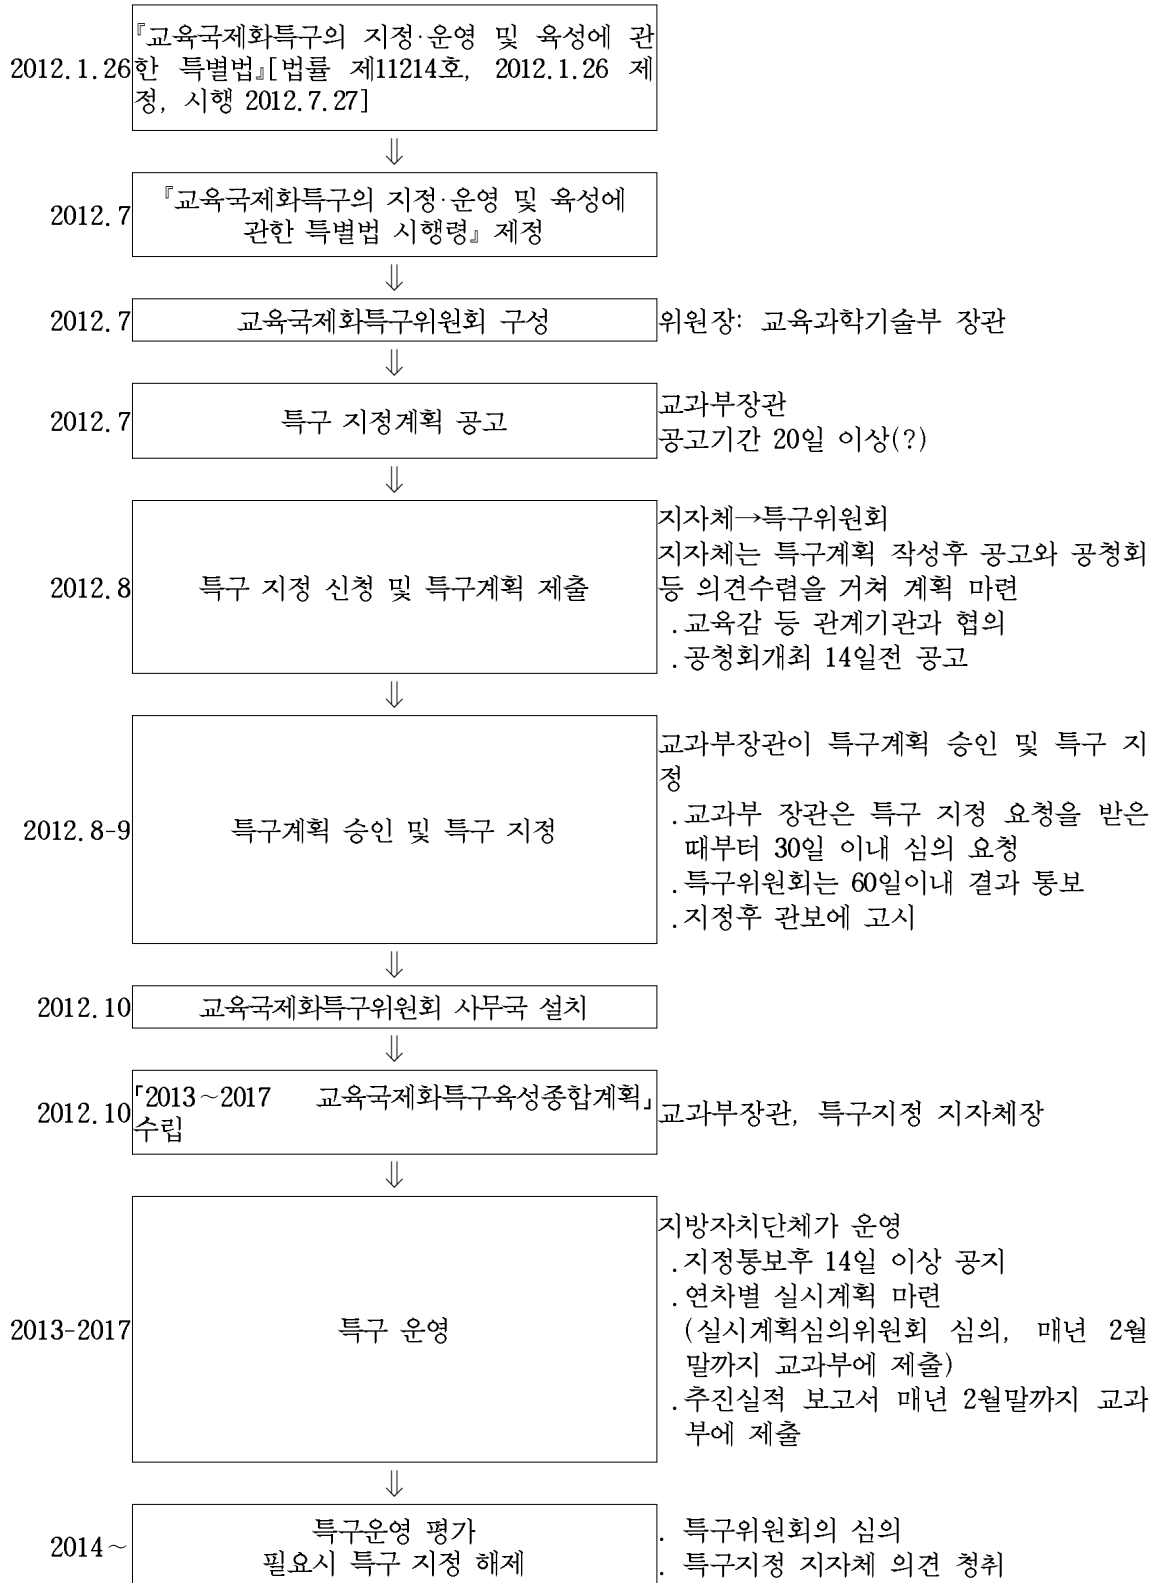 2012.1.26
『교육국제화특구의 지정·운영 및 육성에 관
한 특별법』[법률 제11214호, 2012.1.26 제
정, 시행 2012.7.27]
⇓
2012.7
『교육국제화특구의 지정·운영 및 육성에
관한 특별법 시행령』 제정
⇓
2012.7
교육국제화특구위원회 구성
위원장: 교육과학기술부 장관
⇓
2012.7
특구 지정계획 공고
교과부장관
공고기간 20일 이상(?)
⇓
2012.8
특구 지정 신청 및 특구계획 제출
지자체→특구위원회
지자체는 특구계획 작성후 공고와 공청회
등 의견수렴을 거쳐 계획 마련
.교육감 등 관계기관과 협의
.공청회개최 14일전 공고
⇓
2012.8-9
특구계획 승인 및 특구 지정
교과부장관이 특구계획 승인 및 특구 지
정
.교과부 장관은 특구 지정 요청을 받은
때부터 30일 이내 심의 요청
.특구위원회는 60일이내 결과 통보
.지정후 관보에 고시
⇓
2012.10
교육국제화특구위원회 사무국 설치
⇓
2012.10
「2013~2017 교육국제화특구육성종합계획」
수립
교과부장관, 특구지정 지자체장
⇓
2013-2017
특구 운영
지방자치단체가 운영
.지정통보후 14일 이상 공지
.연차별 실시계획 마련
(실시계획심의위원회 심의, 매년 2월
말까지 교과부에 제출)
.추진실적 보고서 매년 2월말까지 교과
부에 제출
⇓
2014~
특구운영 평가
필요시 특구 지정 해제
. 특구위원회의 심의
. 특구지정 지자체 의견 청취